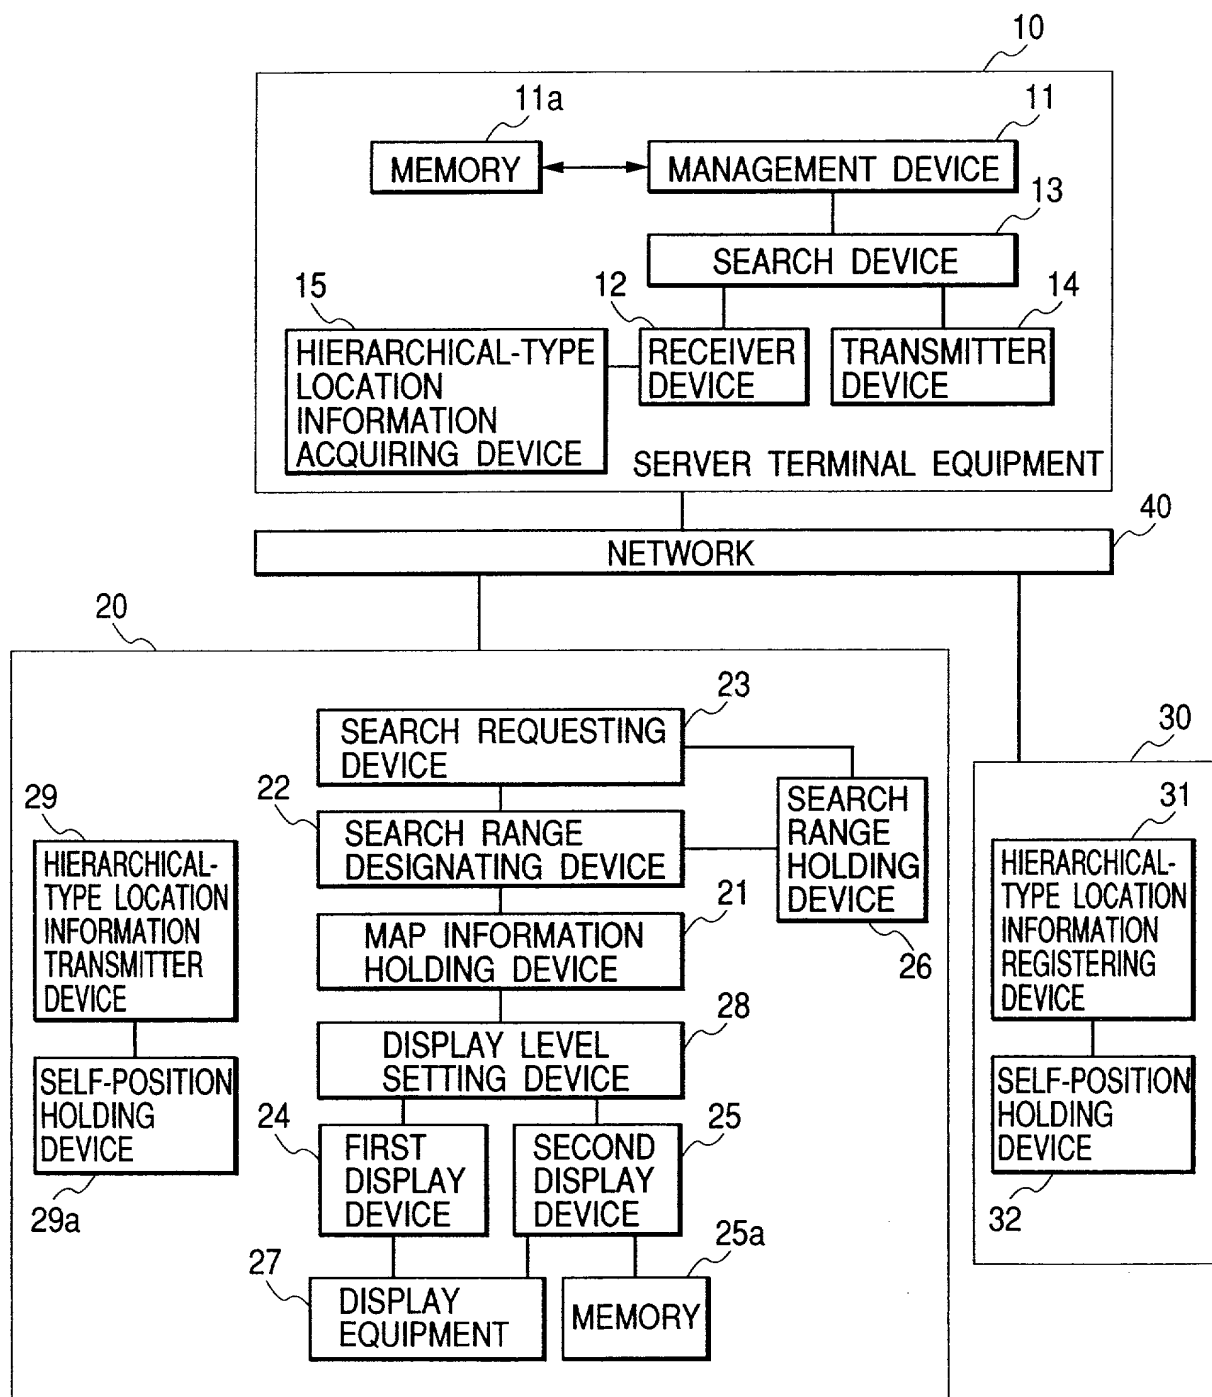 10
11a
11
MEMORY
MANAGEMENT DEVICE
13
SEARCH DEVICE
15
12
14
HIERARCHICAL-TYPE
LOCATION
INFORMATION
ACQUIRING DEVICE
RECEIVER
DEVICE
TRANSMITTER
DEVICE
SERVER TERMINAL EQUIPMENT
40
NETWORK
20
23
SEARCH REQUESTING
DEVICE
22
SEARCH RANGE
DESIGNATING DEVICE
SEARCH
RANGE
HOLDING
DEVICE
26
29
HIERARCHICAL-
TYPE LOCATION
INFORMATION
TRANSMITTER
DEVICE
21
MAP INFORMATION
HOLDING DEVICE
28
DISPLAY LEVEL
SETTING DEVICE
SELF-POSITION
HOLDING
DEVICE
29a
24
FIRST
DISPLAY
DEVICE
25
SECOND
DISPLAY
DEVICE
27
DISPLAY
EQUIPMENT
25a
MEMORY
30
31
HIERARCHICAL-
TYPE LOCATION
INFORMATION
REGISTERING
DEVICE
SELF-POSITION
HOLDING
DEVICE
32